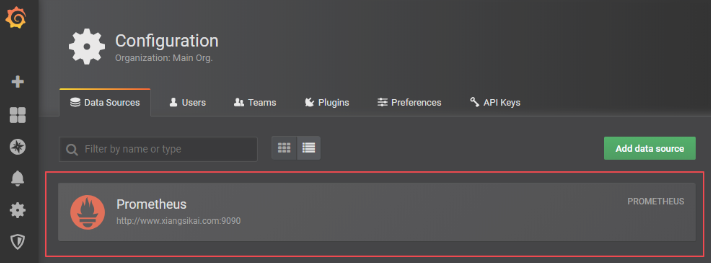 Configuration
Organization: Main Org.
Data Sources
Users
Teams
Plugins
Preferences
API Keys
Filter by name or type
Add data source
Prometheus
PROMETHEUS
http://www.xiangsikai.com:9090